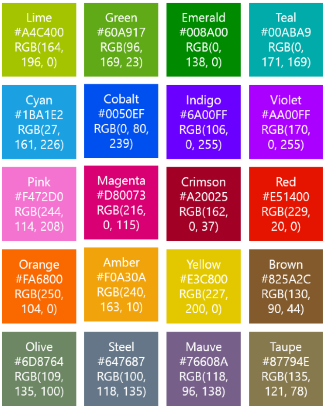 Lime
#A4C400
RGB(164,
196, 0)
Green
#60A917
RGB(96,
169, 23)
Emerald
#008A00
RGB(0,
138, 0)
Teal
#00ABA9
RGB(0,
171, 169)
Cyan
#1BA1E2
RGB(27,
161, 226)
Cobalt
#0050EF
RGB(0, 80,
239)
Indigo
#6A00FF
RGB(106,
0, 255)
Violet
#AA00FF
RGB(170,
0, 255)
Pink
#F472D0
RGB(244,
114, 208)
Magenta
#D80073
RGB(216,
0, 115)
Crimson
#A20025
RGB(162,
0, 37)
Red
#E51400
RGB(229,
20, 0)
Orange
#FA6800
RGB(250,
104, 0)
Amber
#F0A30A
RGB(240,
163, 10)
Yellow
#E3C800
RGB(227,
200, 0)
Brown
#825A2C
RGB(130,
90, 44)
Olive
#6D8764
RGB(109,
135, 100)
Steel
#647687
RGB(100,
118, 135)
Mauve
#76608A
RGB(118,
96, 138)
Taupe
#87794E
RGB(135,
121, 78)